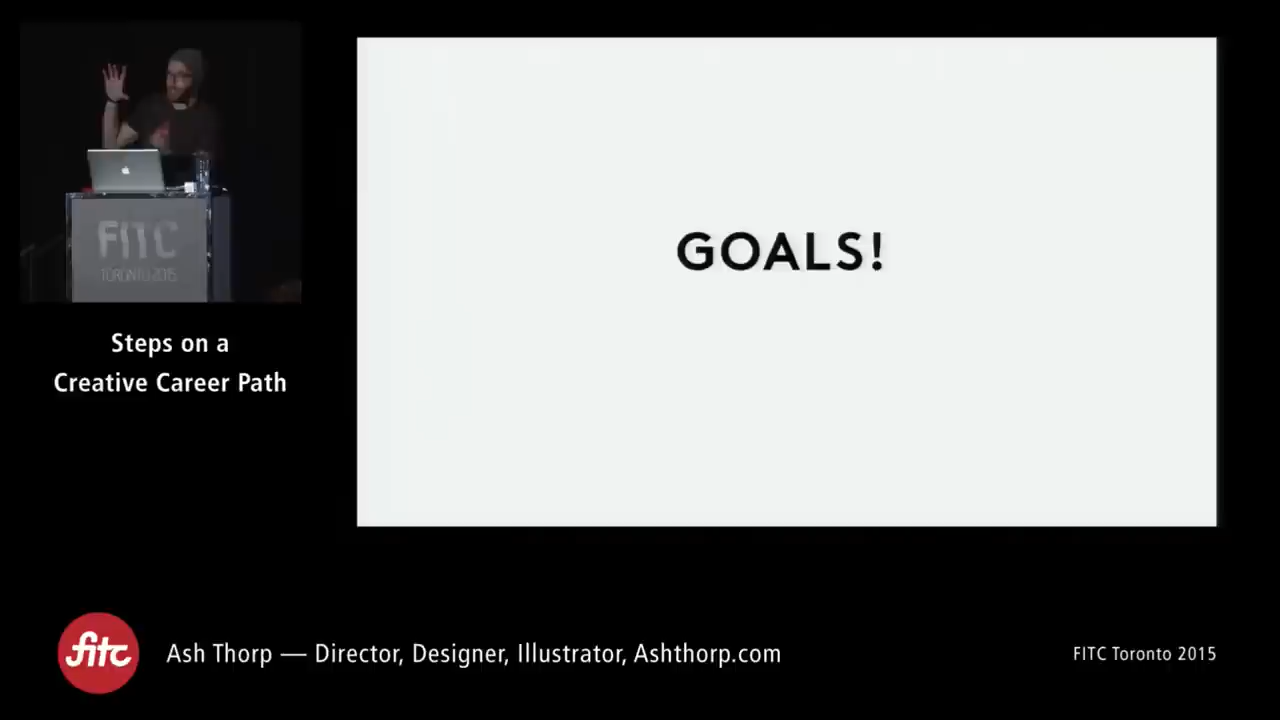 FITC
TORONTO 2015
Steps on a
Creative Career Path
GOALS!
fitc
Ash Thorp — Director, Designer, Illustrator, Ashthorp.com
FITC Toronto 2015